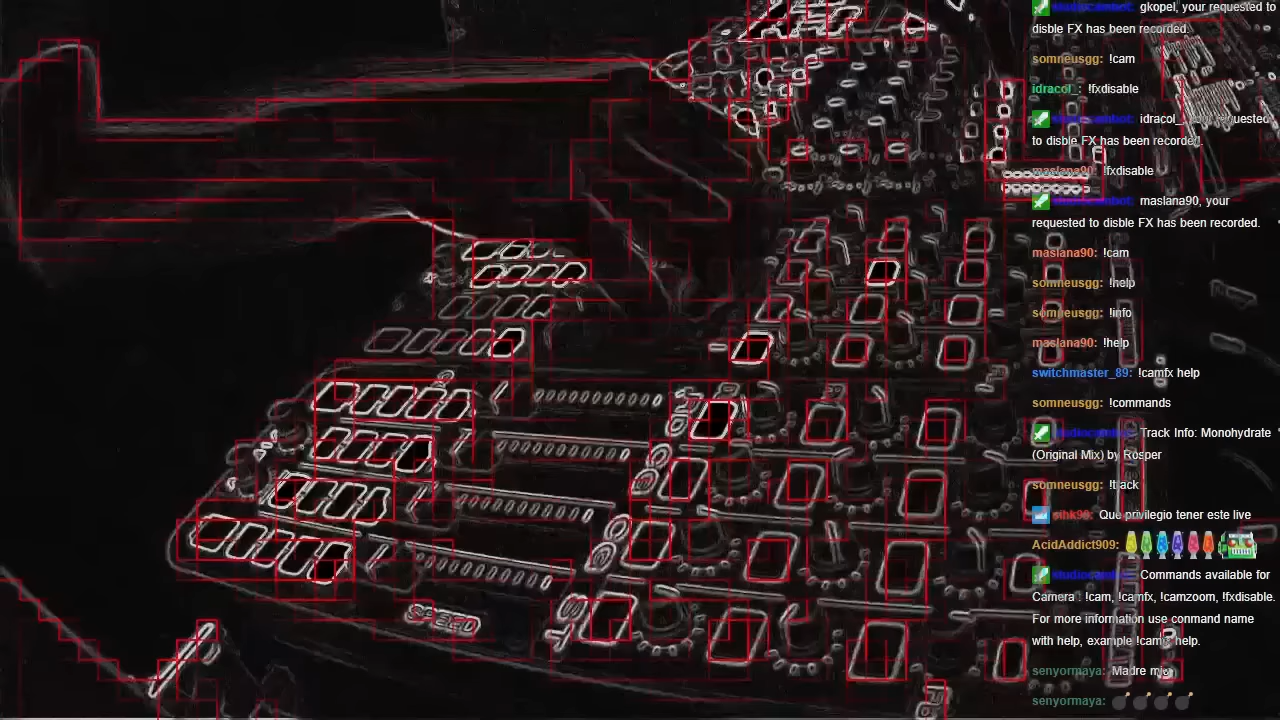 gkopel, your requested to
disble FX has been recorded.
somneusgg: !cam
idracol_: !fxdisable
idracol_, your requested
to disble FX has been recorded.
maslana90: !fxdisable
maslana90, your
requested to disble FX has been recorded.
maslana90: !cam
somneusgg: !help
somneusgg: !info
maslana90: !help
switchmaster_89: !camfx help
somneusgg: !commands
Track Info: Monohydrate
(Original Mix) by Rosper
somneusgg: !track
Que privilegio tener este live
AcidAddict909:
Commands available for
Camera : !cam, !camfx, !camzoom, !fxdisable.
For more information use command name
with help, example !camfx help.
senyormaya: Madre mia
senyormaya:
SPEED